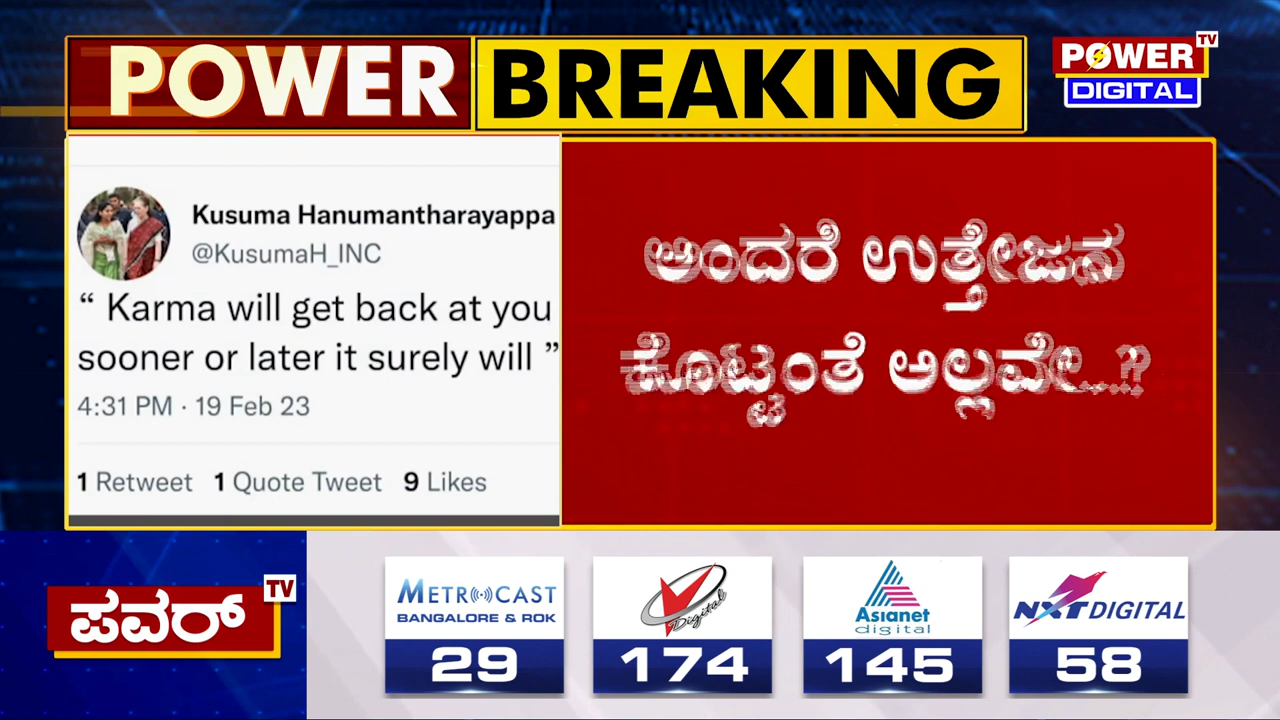 POWER BREAKING
POWER TV
DIGITAL
Kusuma Hanumantharayappa
@KusumaH_INC
“ Karma will get back at you
sooner or later it surely will ”
4:31 PM · 19 Feb 23
1 Retweet 1 Quote Tweet 9 Likes
ಅಂದರೆ ಉತ್ತೇಜನ
ಕೊಟ್ಟಂತೆ ಅಲ್ಲವೇ...?
ಪವರ್ TV
METROCAST
BANGALORE & ROK
29
V Digital
174
Asianet
digital
145
NXTDIGITAL
58